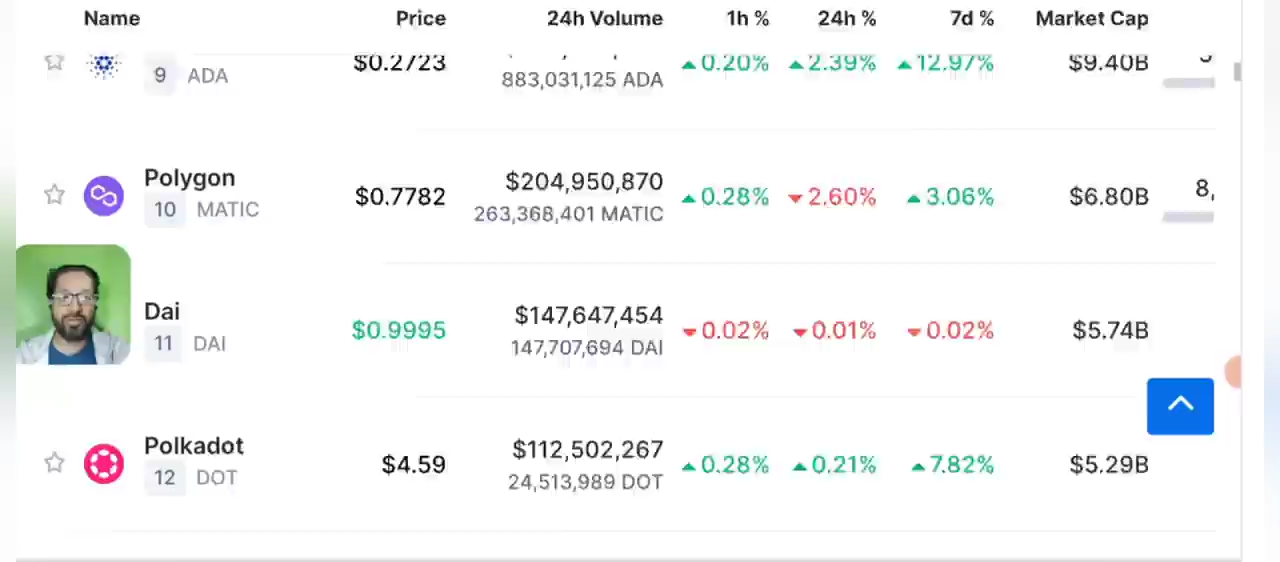 Name Price 24h Volume 1h % 24h % 7d % Market Cap
9 ADA $0.2723 883,031,125 ADA 0.20% 2.39% 12.97% $9.40B
Polygon $204,950,870
10 MATIC $0.7782 263,368,401 MATIC 0.28% 2.60% 3.06% $6.80B 8,
Dai $147,647,454
11 DAI $0.9995 147,707,694 DAI 0.02% 0.01% 0.02% $5.74B
Polkadot $112,502,267
12 DOT $4.59 24,513,989 DOT 0.28% 0.21% 7.82% $5.29B